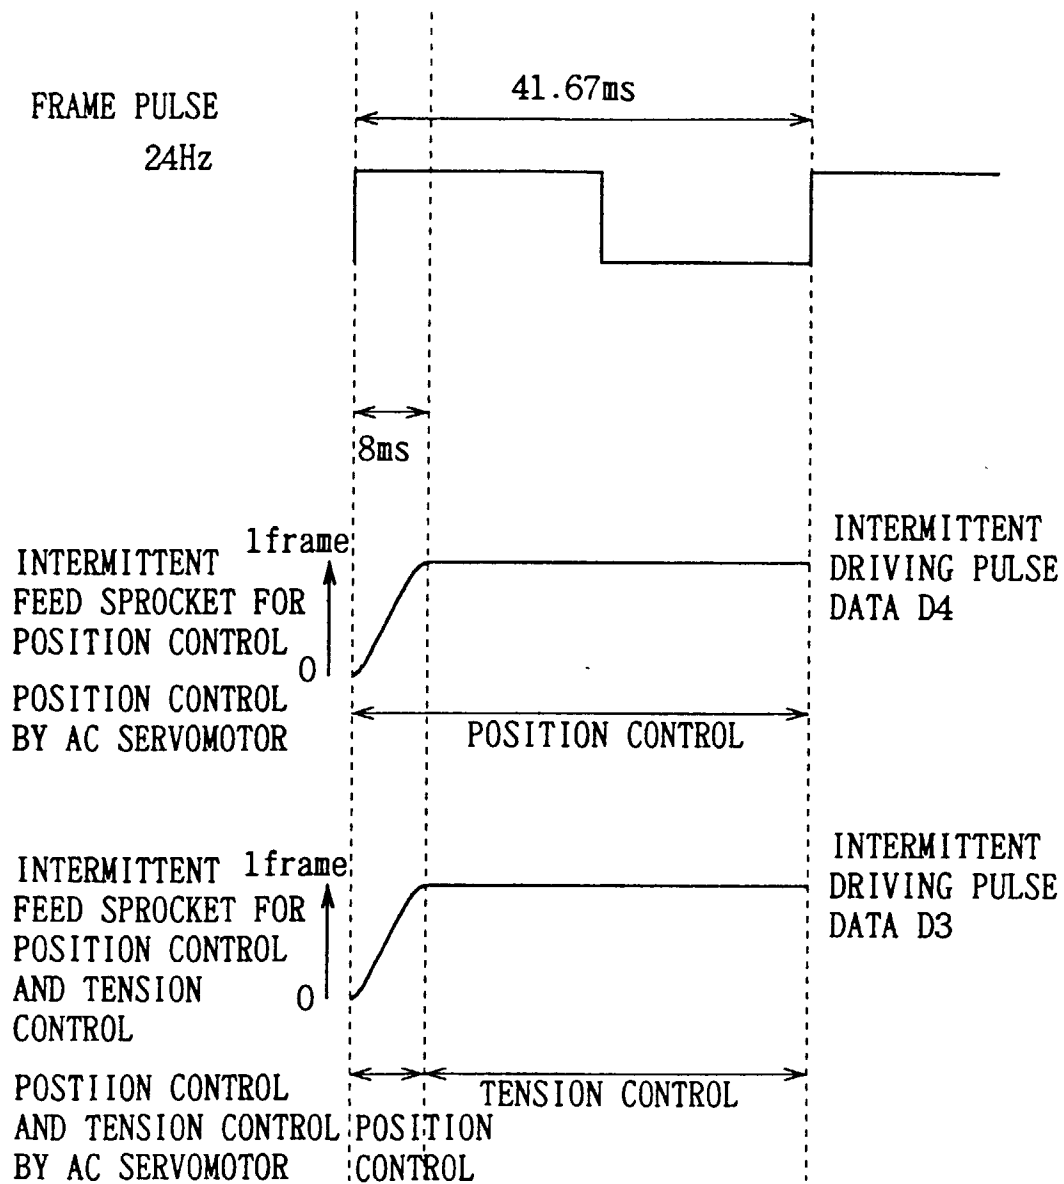 41.67ms
FRAME PULSE
24Hz
8ms
1frame
INTERMITTENT
FEED SPROCKET FOR
POSITION CONTROL
0
POSITION CONTROL
BY AC SERVOMOTOR
POSITION CONTROL
INTERMITTENT
DRIVING PULSE
DATA D4
1frame
INTERMITTENT
FEED SPROCKET FOR
POSITION CONTROL
AND TENSION
CONTROL
0
INTERMITTENT
DRIVING PULSE
DATA D3
POSTIION CONTROL
AND TENSION CONTROL
BY AC SERVOMOTOR
POSITION
CONTROL
TENSION CONTROL